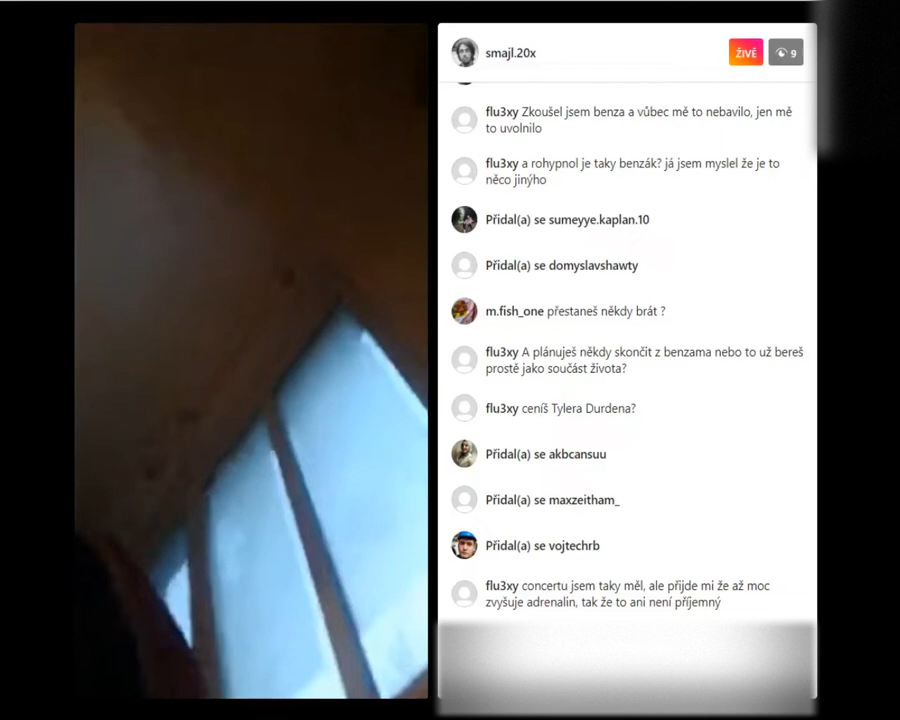 smajl.20x
ŽIVĚ
9
flu3xy Zkoušel jsem benza a vůbec mě to nebavilo, jen mě
to uvolnilo
flu3xy a rohypnol je taky benzák? já jsem myslel že je to
něco jinýho
Přidal(a) se sumeyye.kaplan.10
Přidal(a) se domyslavshawty
m.fish_one přestaneš někdy brát ?
flu3xy A plánuješ někdy skončit z benzama nebo to už bereš
prostě jako součást života?
flu3xy ceníš Tylera Durdena?
Přidal(a) se akbcansuu
Přidal(a) se maxzeitham_
Přidal(a) se vojtechrb
flu3xy concertu jsem taky měl, ale přijde mi že až moc
zvyšuje adrenalin, tak že to ani není příjemný